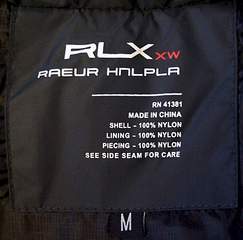 RLX XW
RAEUR HNLPLA
RN 41381
MADE IN CHINA
SHELL – 100% NYLON
LINING – 100% NYLON
PIECING – 100% NYLON
SEE SIDE SEAM FOR CARE
M